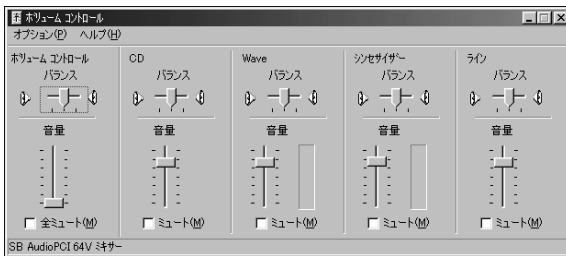 ボリューム コントロール
オプション(P) ヘルプ(H)
ボリューム コントロール
バランス
音量
全ミュート(M)
CD
バランス
音量
ミュート(M)
Wave
バランス
音量
ミュート(M)
シンセサイザー
バランス
音量
ミュート(M)
ライン
バランス
音量
ミュート(M)
SB AudioPCI 64V ミキサー